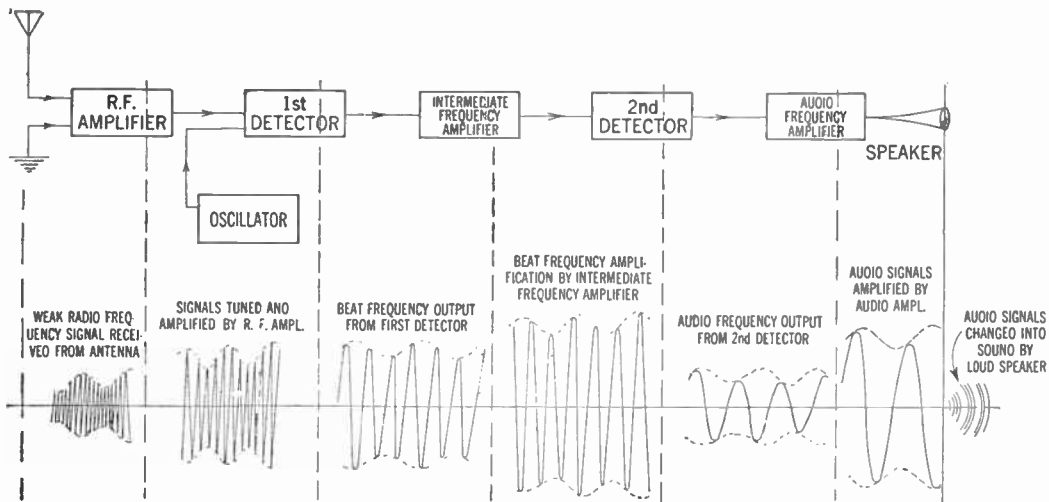 R.F.
AMPLIFIER
1st
DETECTOR
INTERMEDIATE
FREQUENCY
AMPLIFIER
2nd
DETECTOR
AUDIO
FREQUENCY
AMPLIFIER
SPEAKER
OSCILLATOR
WEAK RADIO FREQ-
UENCY SIGNAL RECEI-
VED FROM ANTENNA
SIGNALS TUNED AND
AMPLIFIED BY R. F. AMPL.
BEAT FREQUENCY OUTPUT
FROM FIRST DETECTOR
BEAT FREQUENCY AMPLI-
FICATION BY INTERMEDIATE
FREQUENCY AMPLIFIER
AUDIO FREQUENCY OUTPUT
FROM 2nd DETECTOR
AUDIO SIGNALS
AMPLIFIED BY
AUDIO AMPL.
AUDIO SIGNALS
CHANGED INTO
SOUND BY
LOUD SPEAKER